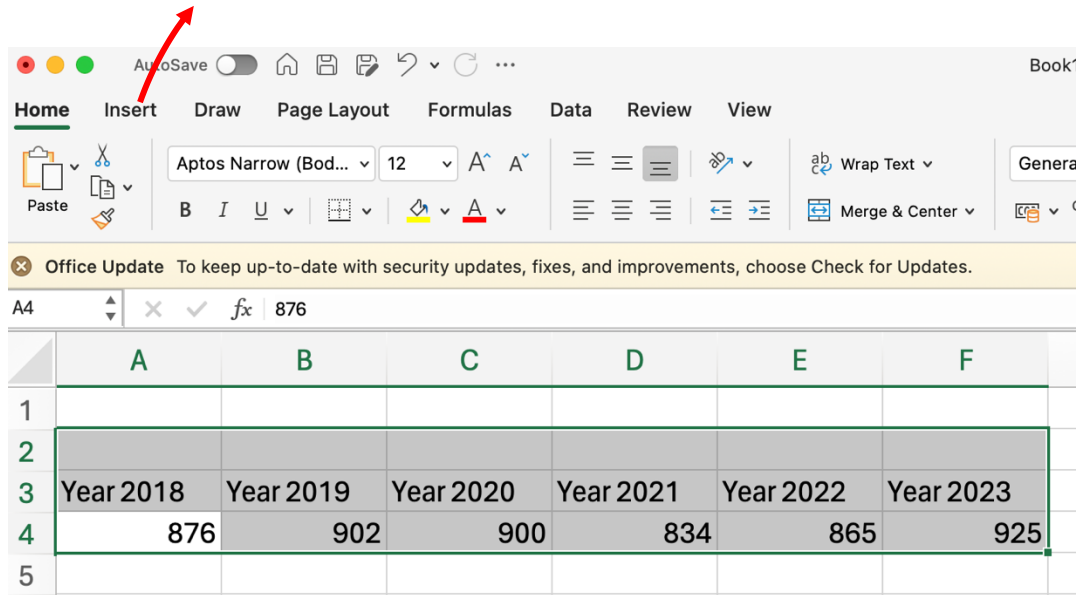 AutoSave Book1
Home Insert Draw Page Layout Formulas Data Review View
Aptos Narrow (Bod... 12 A A ab Wrap Text
Paste B I U A Merge & Center
Office Update To keep up-to-date with security updates, fixes, and improvements, choose Check for Updates.
A4 fx 876
A B C D E F
1
2
3 Year 2018 Year 2019 Year 2020 Year 2021 Year 2022 Year 2023
4 876 902 900 834 865 925
5